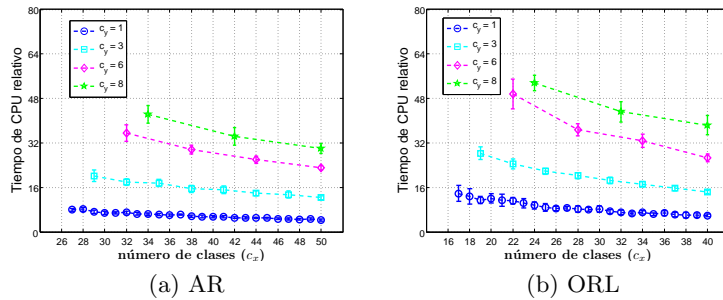 80
64
48
32
16
0
Tiempo de CPU relativo
c_y = 1
c_y = 3
c_y = 6
c_y = 8
26 28 30 32 34 36 38 40 42 44 46 48 50
número de clases (c_x)
(a) AR
80
64
48
32
16
0
Tiempo de CPU relativo
c_y = 1
c_y = 3
c_y = 6
c_y = 8
16 18 20 22 24 26 28 30 32 34 36 38 40
número de clases (c_x)
(b) ORL